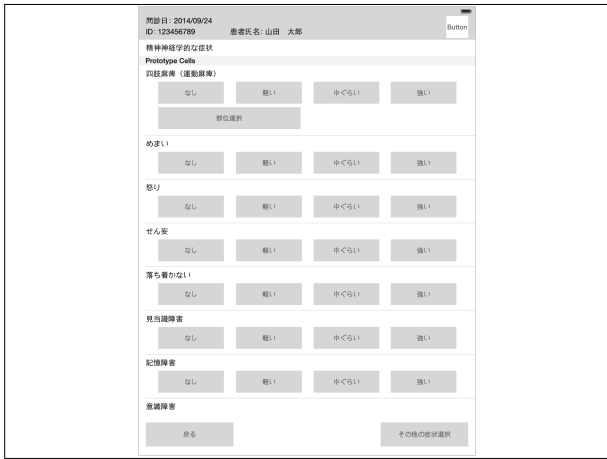 問診日: 2014/09/24
ID: 123456789 患者氏名: 山田 太郎
Button
精神神経学的な症状
Prototype Cells
四肢麻痺（運動麻痺）
なし 軽い 中ぐらい 強い
部位選択
めまい
なし 軽い 中ぐらい 強い
怒り
なし 軽い 中ぐらい 強い
せん妄
なし 軽い 中ぐらい 強い
落ち着かない
なし 軽い 中ぐらい 強い
見当識障害
なし 軽い 中ぐらい 強い
記憶障害
なし 軽い 中ぐらい 強い
意識障害
戻る その他の症状選択